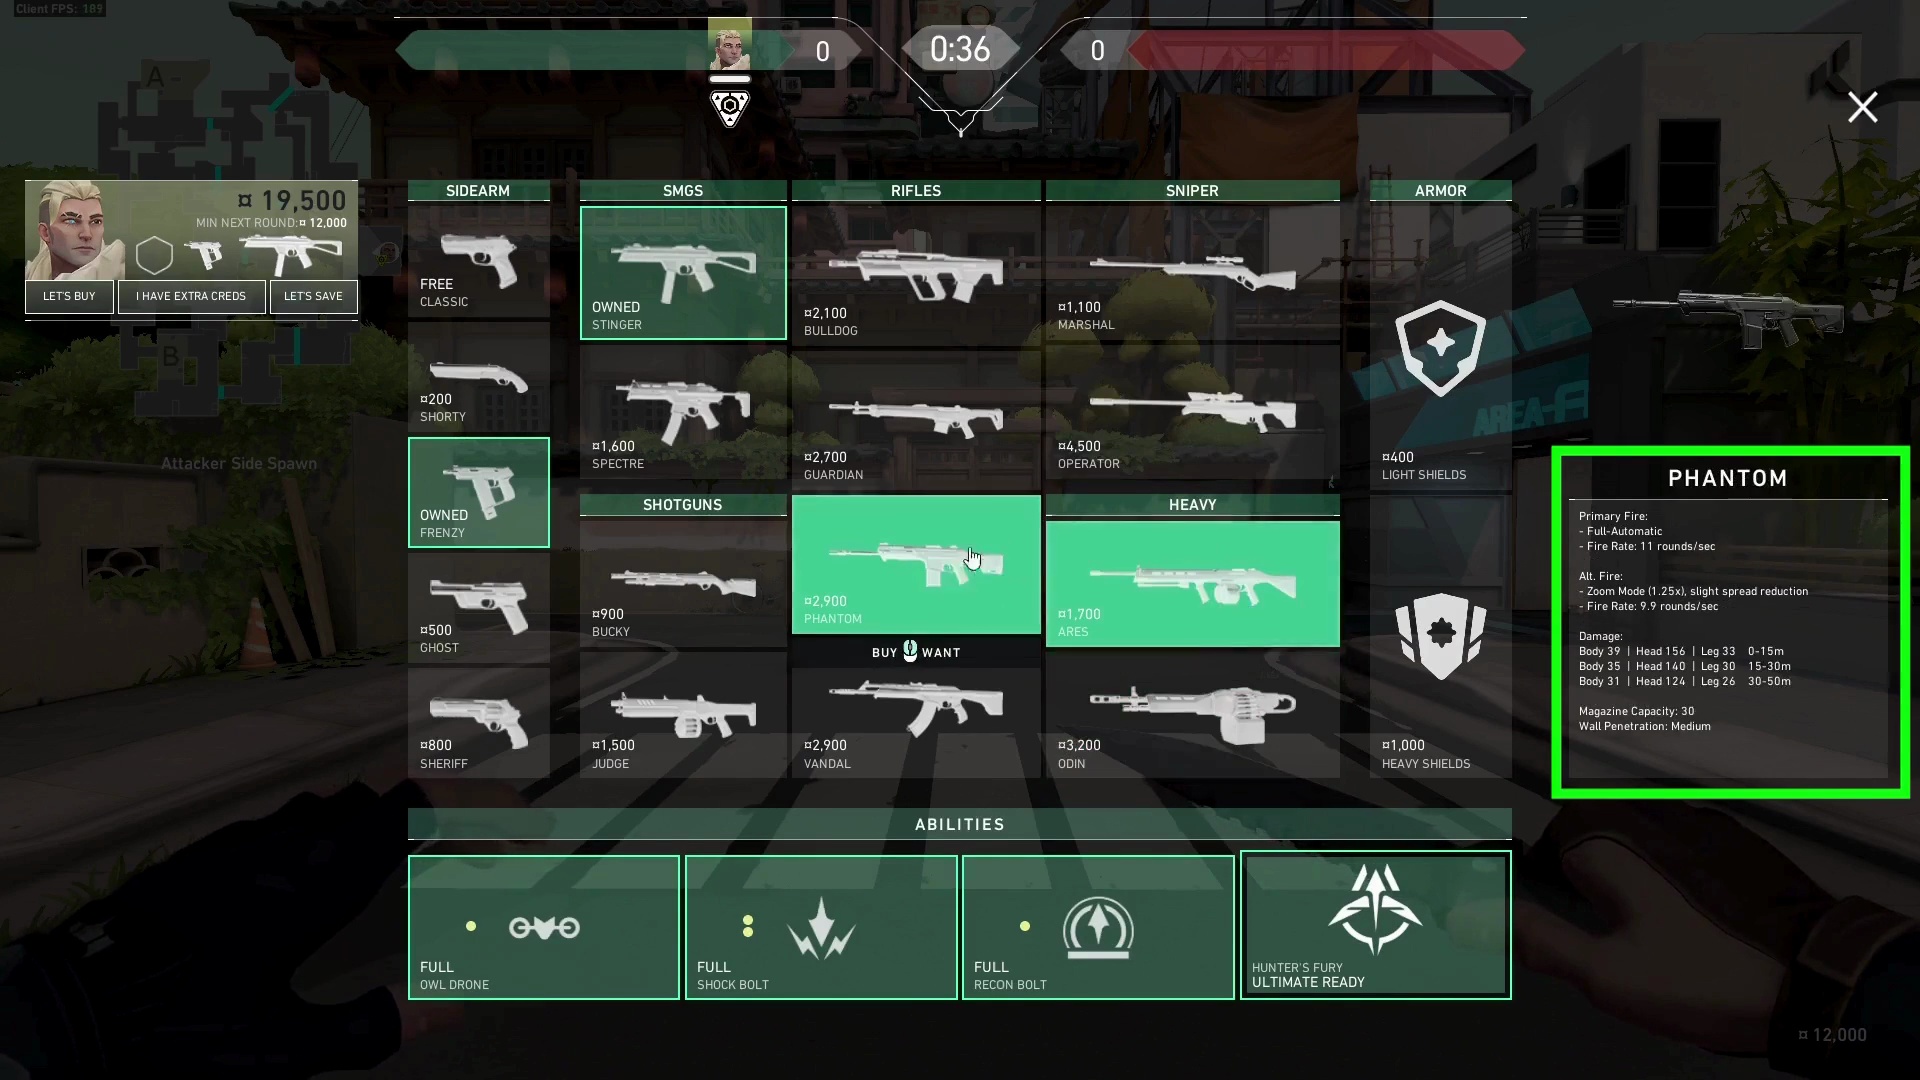 Client FPS: 189
0
0:36
0
A
¤ 19,500
MIN NEXT ROUND: ¤ 12,000
LET'S BUY
I HAVE EXTRA CREDS
LET'S SAVE
B
Attacker Side Spawn
SIDEARM
FREE
CLASSIC
¤200
SHORTY
OWNED
FRENZY
¤500
GHOST
¤800
SHERIFF
SMGS
OWNED
STINGER
¤1,600
SPECTRE
SHOTGUNS
¤900
BUCKY
¤1,500
JUDGE
RIFLES
¤2,100
BULLDOG
¤2,700
GUARDIAN
¤2,900
PHANTOM
BUY WANT
¤2,900
VANDAL
SNIPER
¤1,100
MARSHAL
¤4,500
OPERATOR
HEAVY
¤1,700
ARES
¤3,200
ODIN
ARMOR
¤400
LIGHT SHIELDS
¤1,000
HEAVY SHIELDS
AREA-A
PHANTOM
Primary Fire:
- Full-Automatic
- Fire Rate: 11 rounds/sec
Alt. Fire:
- Zoom Mode (1.25x), slight spread reduction
- Fire Rate: 9.9 rounds/sec
Damage:
Body 39 | Head 156 | Leg 33 0-15m
Body 35 | Head 140 | Leg 30 15-30m
Body 31 | Head 124 | Leg 26 30-50m
Magazine Capacity: 30
Wall Penetration: Medium
ABILITIES
FULL
OWL DRONE
FULL
SHOCK BOLT
FULL
RECON BOLT
HUNTER'S FURY
ULTIMATE READY
¤ 12,000